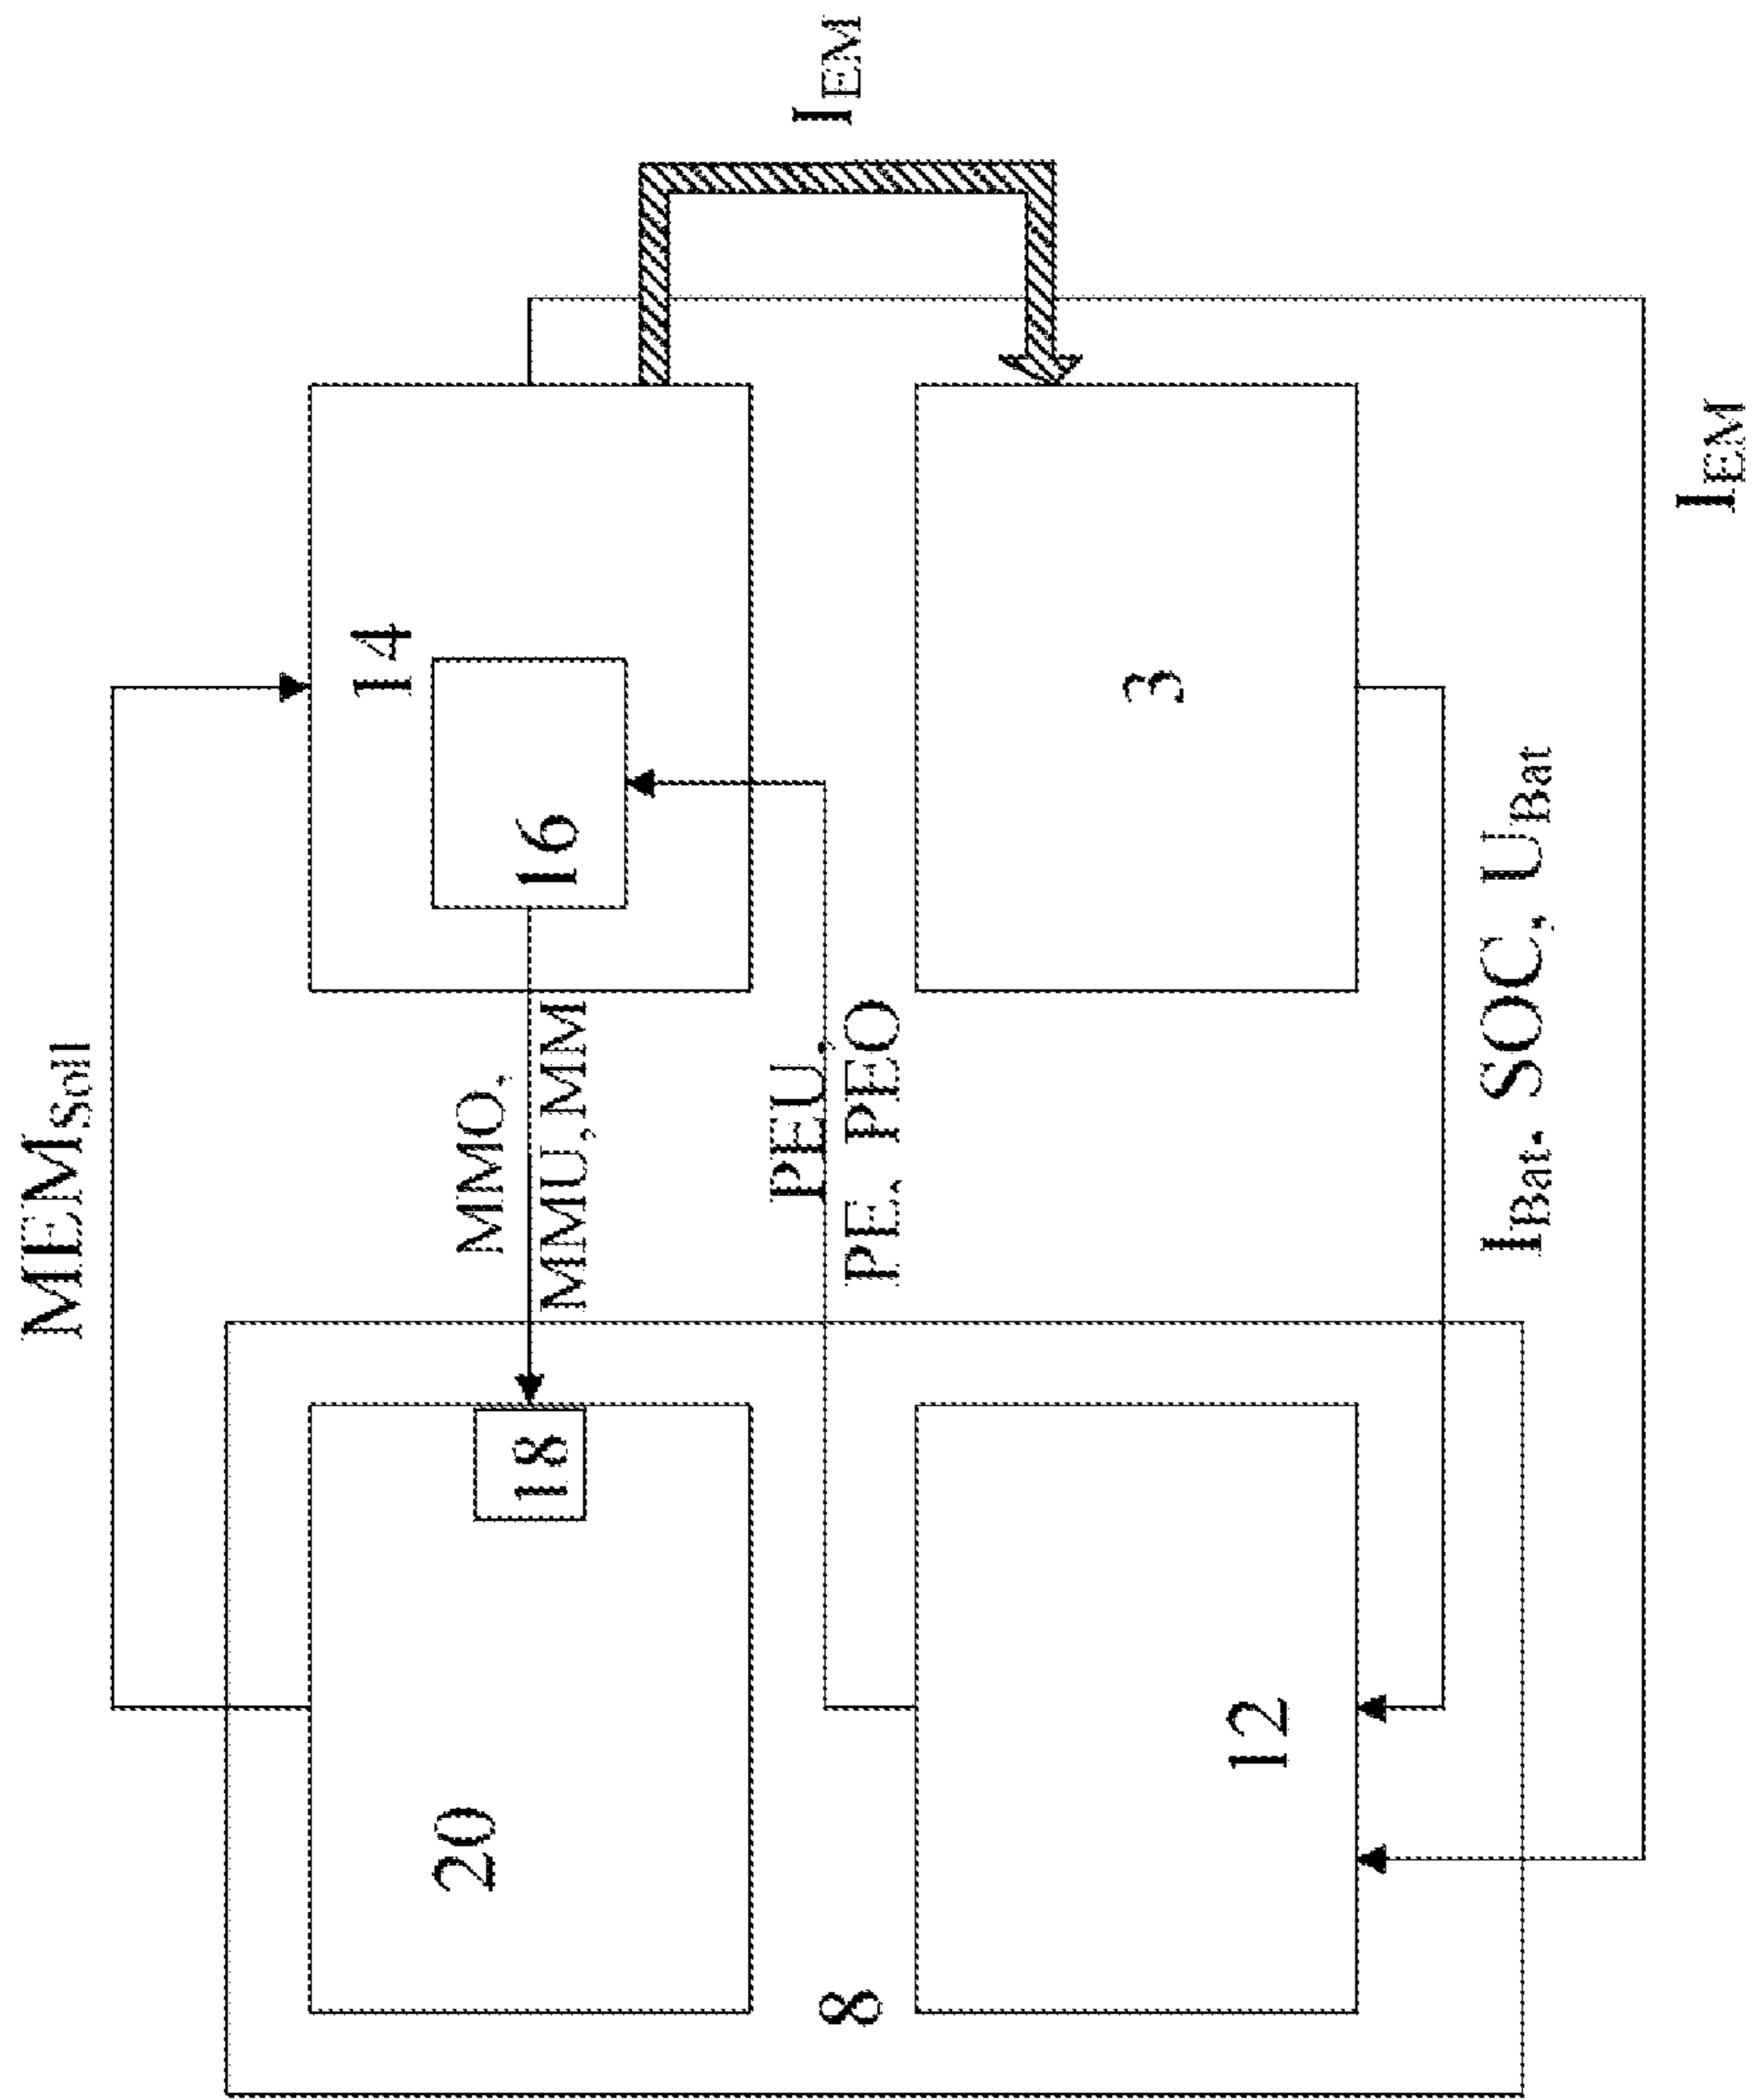 MEM_Soll
14
16
MMO,
MMU,MM
18
20
I_EM
PEU,
PE, PEO
8
3
12
I_Bat, SOC, U_Bat
I_EM